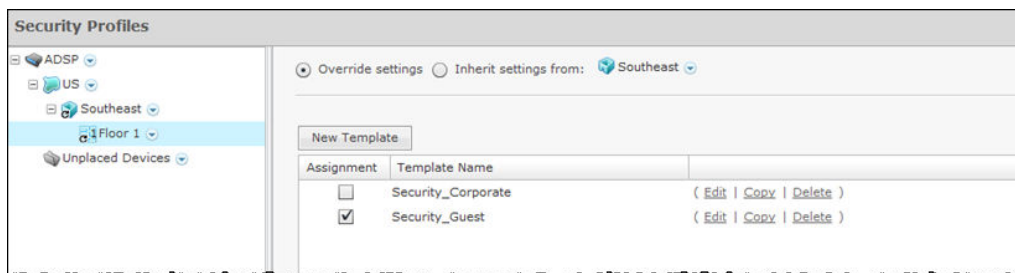 Security Profiles
ADSP
US
Southeast
1 Floor 1
Unplaced Devices
Override settings Inherit settings from: Southeast
New Template
Assignment Template Name
Security_Corporate ( Edit | Copy | Delete )
Security_Guest ( Edit | Copy | Delete )